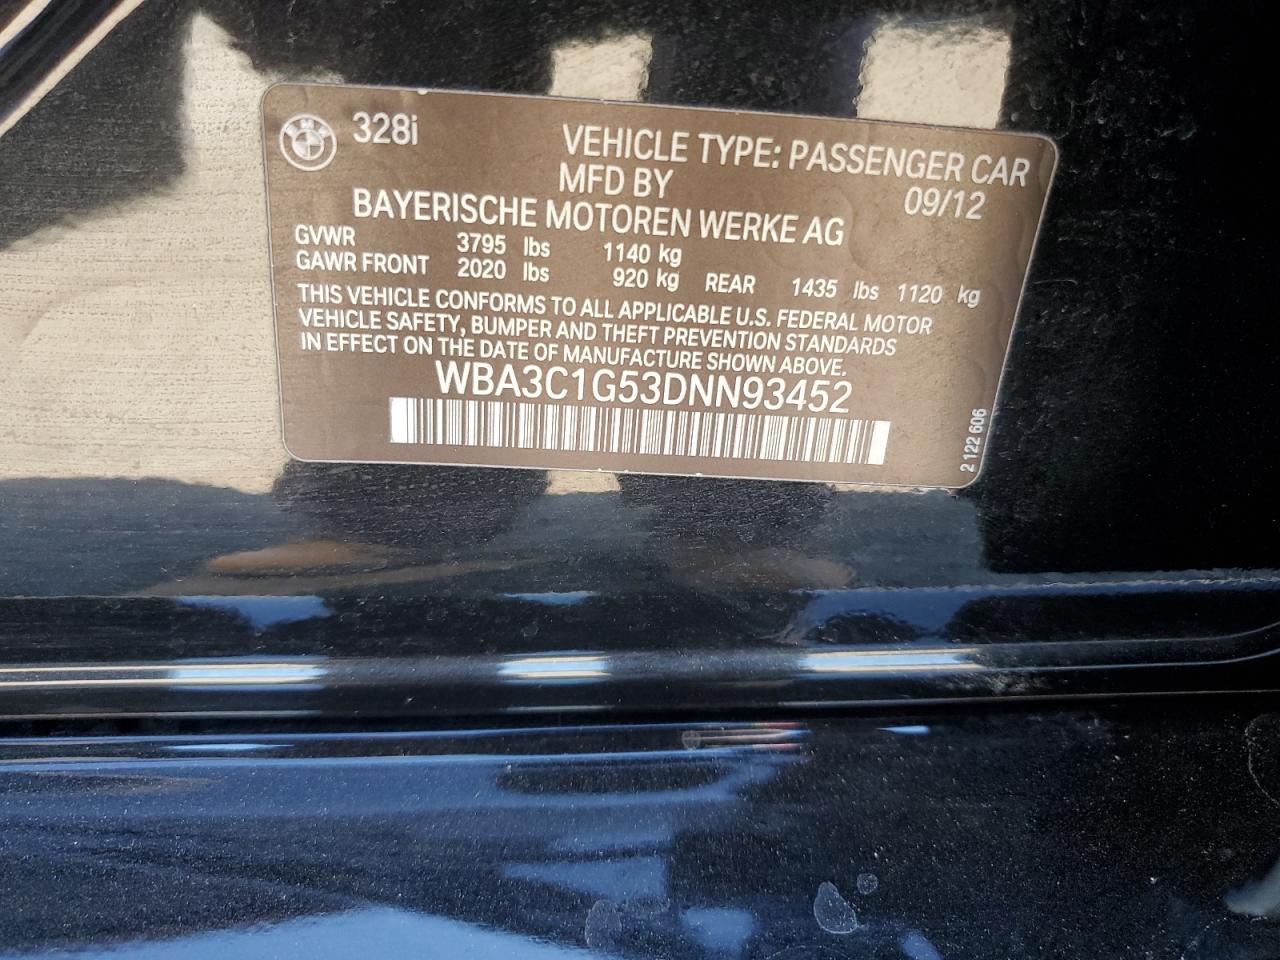 BMW 328i VEHICLE TYPE: PASSENGER CAR
MFD BY 09/12
BAYERISCHE MOTOREN WERKE AG
GVWR 3795 lbs 1140 kg
GAWR FRONT 2020 lbs 920 kg REAR 1435 lbs 1120 kg
THIS VEHICLE CONFORMS TO ALL APPLICABLE U.S. FEDERAL MOTOR
VEHICLE SAFETY, BUMPER AND THEFT PREVENTION STANDARDS
IN EFFECT ON THE DATE OF MANUFACTURE SHOWN ABOVE.
WBA3C1G53DNN93452
2 122 606